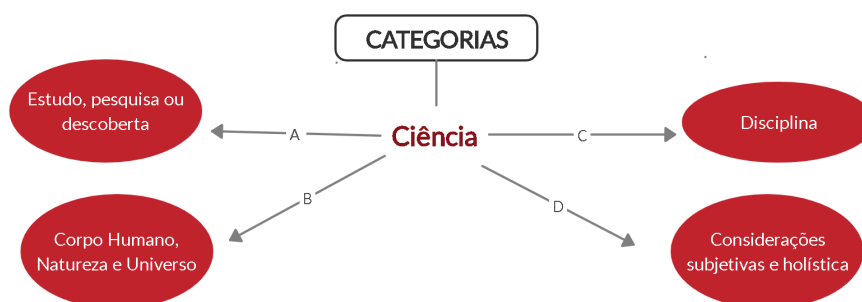 CATEGORIAS
Estudo, pesquisa ou
descoberta
A
Ciência
C
Disciplina
B
D
Corpo Humano,
Natureza e Universo
Considerações
subjetivas e holística